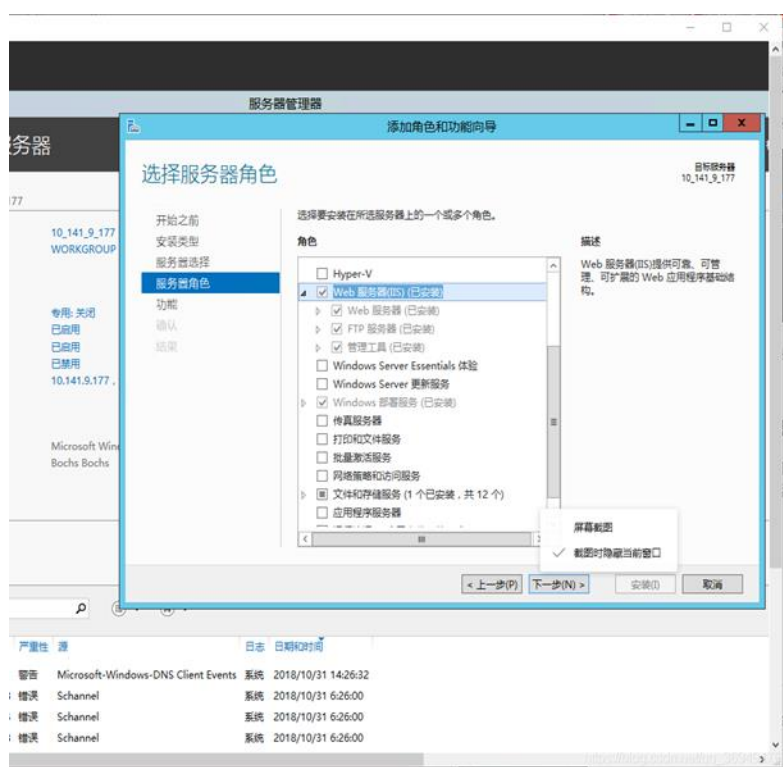 服务器管理器
务器
添加角色和功能向导
选择服务器角色
目标服务器
10_141_9_177
77
10_141_9_177
WORKGROUP
专用: 关闭
已启用
已启用
已禁用
10.141.9.177 ,
Microsoft Win
Bochs Bochs
开始之前
安装类型
服务器选择
服务器角色
功能
确认
结果
选择要安装在所选服务器上的一个或多个角色。
角色
Hyper-V
Web 服务器(IIS) (已安装)
Web 服务器 (已安装)
FTP 服务器 (已安装)
管理工具 (已安装)
Windows Server Essentials 体验
Windows Server 更新服务
Windows 部署服务 (已安装)
传真服务器
打印和文件服务
批量激活服务
网络策略和访问服务
文件和存储服务 (1 个已安装，共 12 个)
应用程序服务器
描述
Web 服务器(IIS)提供可靠、可管
理、可扩展的 Web 应用程序基础结
构。
屏幕截图
截图时隐藏当前窗口
< 上一步(P)
下一步(N) >
安装(I)
取消
严重性 源 日志 日期和时间
警告 Microsoft-Windows-DNS Client Events 系统 2018/10/31 14:26:32
错误 Schannel 系统 2018/10/31 6:26:00
错误 Schannel 系统 2018/10/31 6:26:00
错误 Schannel 系统 2018/10/31 6:26:00